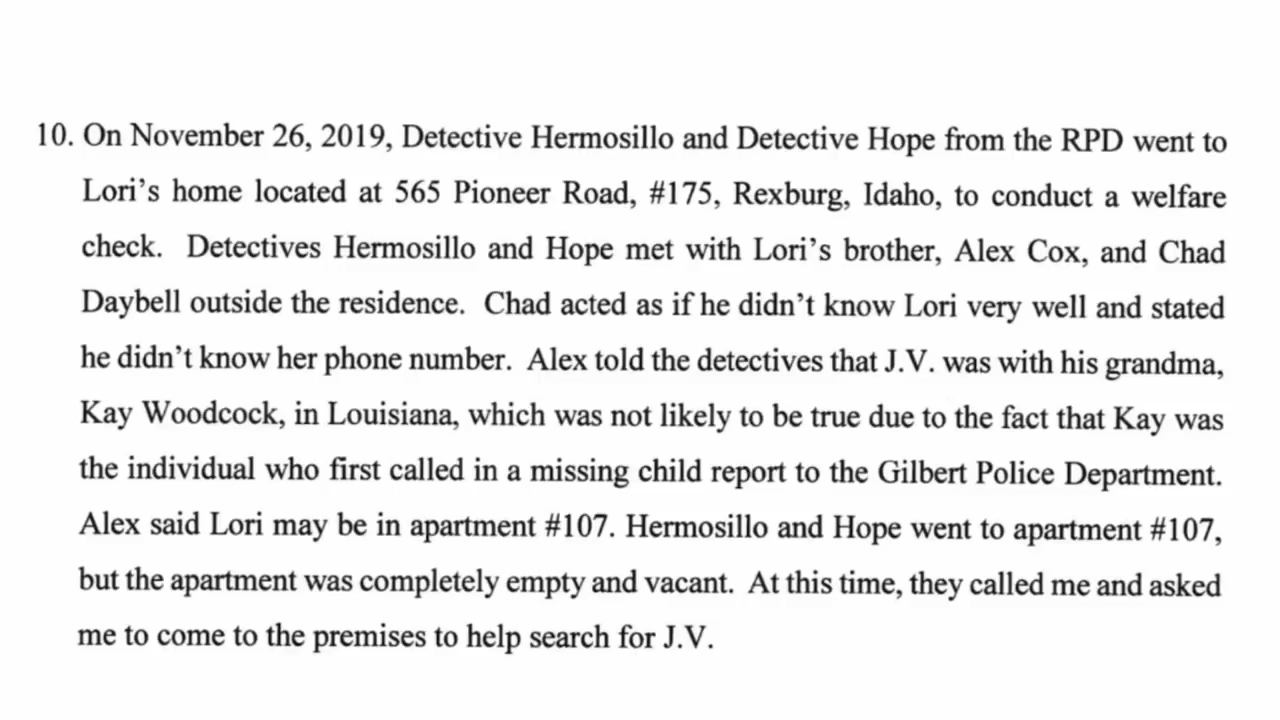 10. On November 26, 2019, Detective Hermosillo and Detective Hope from the RPD went to
Lori's home located at 565 Pioneer Road, #175, Rexburg, Idaho, to conduct a welfare
check. Detectives Hermosillo and Hope met with Lori's brother, Alex Cox, and Chad
Daybell outside the residence. Chad acted as if he didn't know Lori very well and stated
he didn't know her phone number. Alex told the detectives that J.V. was with his grandma,
Kay Woodcock, in Louisiana, which was not likely to be true due to the fact that Kay was
the individual who first called in a missing child report to the Gilbert Police Department.
Alex said Lori may be in apartment #107. Hermosillo and Hope went to apartment #107,
but the apartment was completely empty and vacant. At this time, they called me and asked
me to come to the premises to help search for J.V.